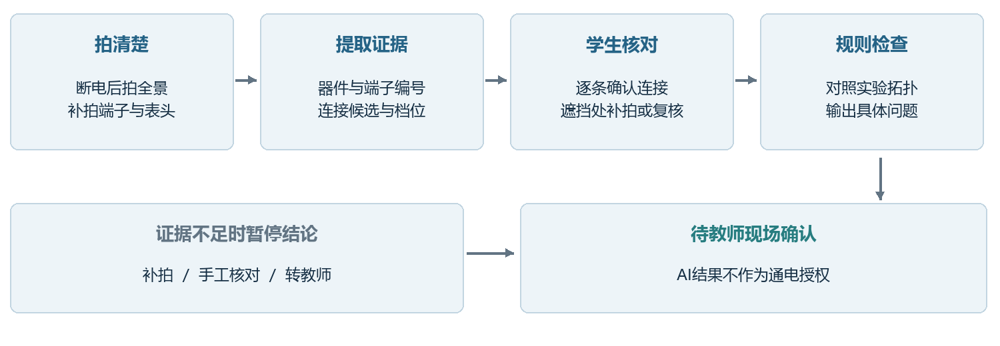 拍清楚
断电后拍全景
补拍端子与表头
提取证据
器件与端子编号
连接候选与档位
学生核对
逐条确认连接
遮挡处补拍或复核
规则检查
对照实验拓扑
输出具体问题
证据不足时暂停结论
补拍 / 手工核对 / 转教师
待教师现场确认
AI结果不作为通电授权